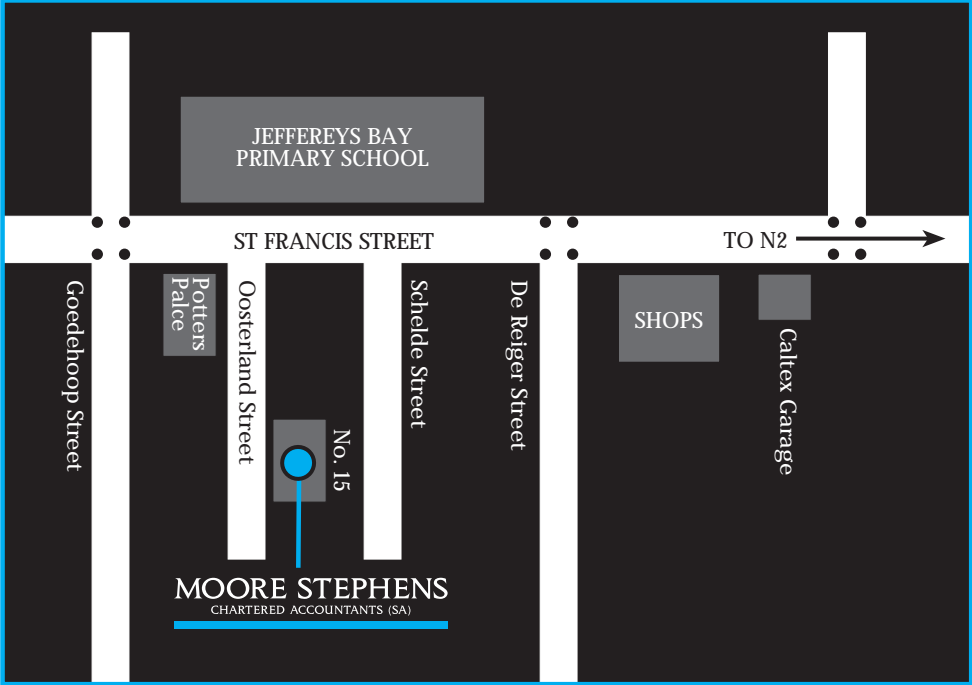 JEFFEREYS BAY
PRIMARY SCHOOL
ST FRANCIS STREET
TO N2
Goedehoop Street
Potters
Palce
Oosterland Street
Schelde Street
De Reiger Street
SHOPS
Caltex Garage
No. 15
MOORE STEPHENS
CHARTERED ACCOUNTANTS (SA)